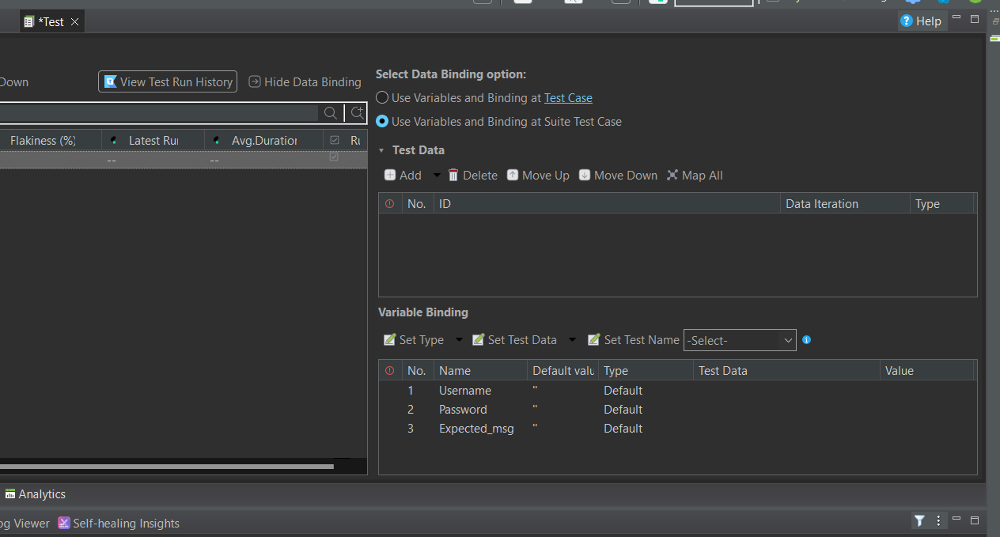 *Test
Help
Down
View Test Run History
Hide Data Binding
Select Data Binding option:
Use Variables and Binding at Test Case
Use Variables and Binding at Suite Test Case
Flakiness (%)
Latest Rui
Avg.Duration
Ru
--
--
Test Data
Add
Delete
Move Up
Move Down
Map All
No.
ID
Data Iteration
Type
Variable Binding
Set Type
Set Test Data
Set Test Name
-Select-
No.
Name
Default valu
Type
Test Data
Value
1
Username
''
Default
2
Password
''
Default
3
Expected_msg
''
Default
Analytics
og Viewer
Self-healing Insights